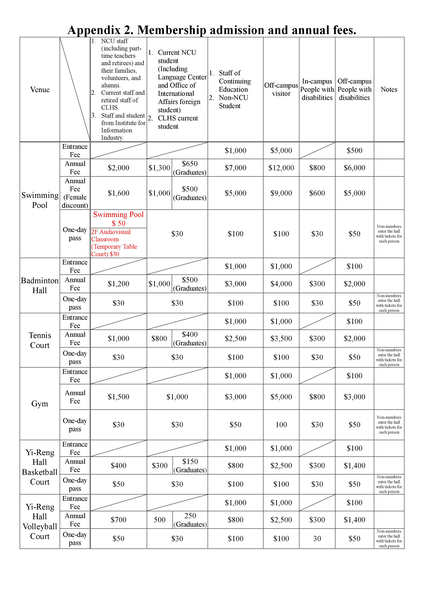 Appendix 2. Membership admission and annual fees.
Venue
1. NCU staff
(including part-
time teachers
and retirees) and
their families,
volunteers, and
alumni.
2. Current staff and
retired staff of
CLHS.
3. Staff and student
from Institute for
Information
Industry
1. Current NCU
student
(Including
Language Center
and Office of
International
Affairs foreign
student)
2. CLHS current
student
1. Staff of
Continuing
Education
2. Non-NCU
Student
Off-campus
visitor
In-campus
People with
disabilities
Off-campus
People with
disabilities
Notes
Swimming
Pool
Entrance
Fee
$1,000
$5,000
$500
Annual
Fee
$2,000
$1,300
$650
(Graduates)
$7,000
$12,000
$800
$6,000
Annual
Fee
(Female
discount)
$1,600
$1,000
$500
(Graduates)
$5,000
$9,000
$600
$5,000
One-day
pass
Swimming Pool
$ 50
2F Audiovisual
Classroom
(Temporary Table
Court) $30
$30
$100
$100
$30
$50
Non-members
enter the hall
with tickets for
each person
Badminton
Hall
Entrance
Fee
$1,000
$1,000
$100
Annual
Fee
$1,200
$1,000
$500
(Graduates)
$3,000
$4,000
$300
$2,000
One-day
pass
$30
$30
$100
$100
$30
$50
Non-members
enter the hall
with tickets for
each person
Tennis
Court
Entrance
Fee
$1,000
$1,000
$100
Annual
Fee
$1,000
$800
$400
(Graduates)
$2,500
$3,500
$300
$2,000
One-day
pass
$30
$30
$100
$100
$30
$50
Non-members
enter the hall
with tickets for
each person
Gym
Entrance
Fee
$1,000
$1,000
$100
Annual
Fee
$1,500
$1,000
$3,000
$5,000
$800
$3,000
One-day
pass
$30
$30
$50
100
$30
$50
Non-members
enter the hall
with tickets for
each person
Yi-Reng
Hall
Basketball
Court
Entrance
Fee
$1,000
$1,000
$100
Annual
Fee
$400
$300
$150
(Graduates)
$800
$2,500
$300
$1,400
One-day
pass
$50
$30
$100
$100
$30
$50
Non-members
enter the hall
with tickets for
each person
Yi-Reng
Hall
Volleyball
Court
Entrance
Fee
$1,000
$1,000
$100
Annual
Fee
$700
500
250
(Graduates)
$800
$2,500
$300
$1,400
One-day
pass
$50
$30
$100
$100
30
$50
Non-members
enter the hall
with tickets for
each person